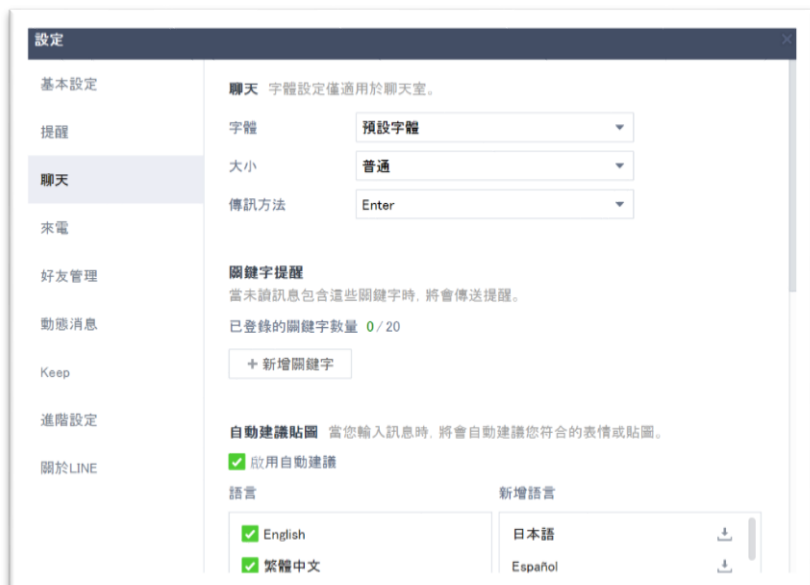 設定
基本設定
提醒
聊天
來電
好友管理
動態消息
Keep
進階設定
關於LINE
聊天 字體設定僅適用於聊天室。
字體 預設字體
大小 普通
傳訊方法 Enter
關鍵字提醒
當未讀訊息包含這些關鍵字時, 將會傳送提醒。
已登錄的關鍵字數量 0/20
+ 新增關鍵字
自動建議貼圖 當您輸入訊息時, 將會自動建議您符合的表情或貼圖。
啟用自動建議
語言 新增語言
English 日本語
繁體中文 Español